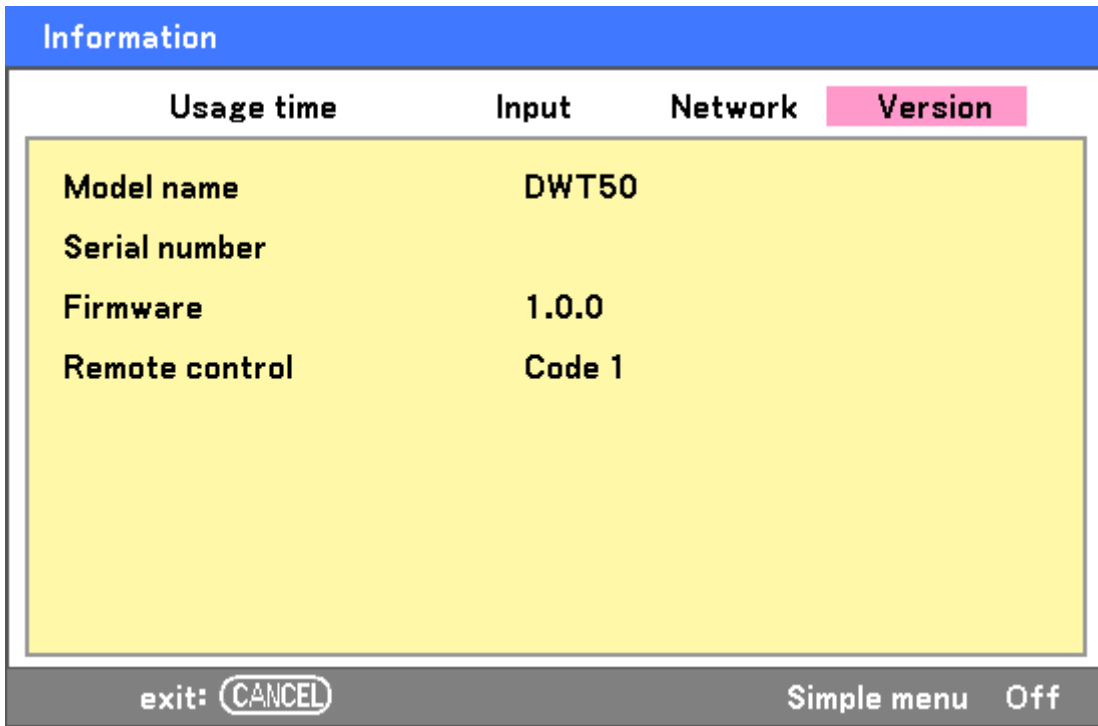 Information
Usage time Input Network Version
Model name DWT50
Serial number
Firmware 1.0.0
Remote control Code 1
exit: CANCEL Simple menu Off